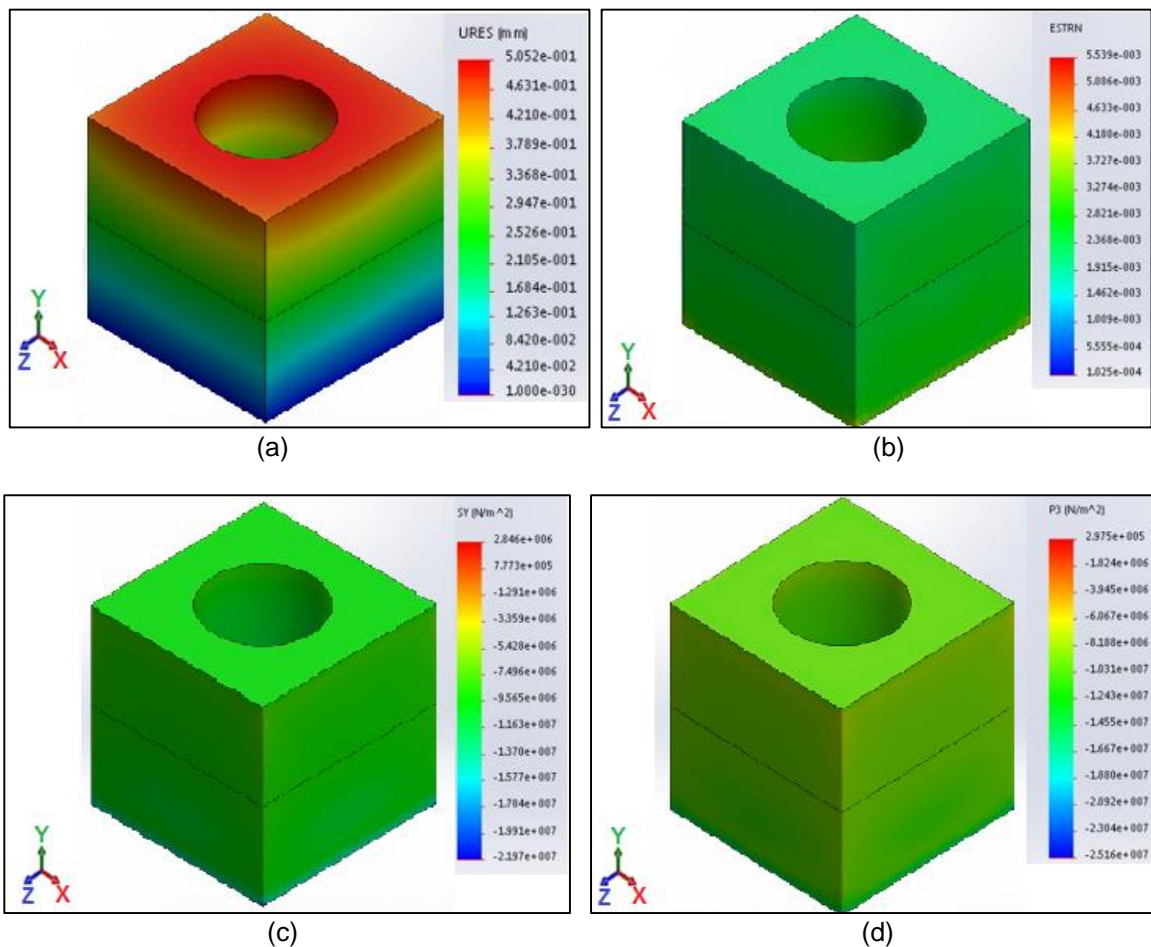 URES (mm)
5.052e-001
4.631e-001
4.210e-001
3.789e-001
3.368e-001
2.947e-001
2.526e-001
2.105e-001
1.684e-001
1.263e-001
8.420e-002
4.210e-002
1.000e-030
Y
Z
X
(a)
ESTRN
5.539e-003
5.086e-003
4.633e-003
4.180e-003
3.727e-003
3.274e-003
2.821e-003
2.368e-003
1.915e-003
1.462e-003
1.009e-003
5.555e-004
1.025e-004
Y
Z
X
(b)
SY (N/m^2)
2.846e+006
7.773e+005
-1.291e+006
-3.359e+006
-5.428e+006
-7.496e+006
-9.565e+006
-1.163e+007
-1.370e+007
-1.577e+007
-1.784e+007
-1.991e+007
-2.197e+007
Y
Z
X
(c)
P3 (N/m^2)
2.975e+005
-1.824e+006
-3.945e+006
-6.067e+006
-8.188e+006
-1.031e+007
-1.243e+007
-1.455e+007
-1.667e+007
-1.880e+007
-2.092e+007
-2.304e+007
-2.516e+007
Y
Z
X
(d)